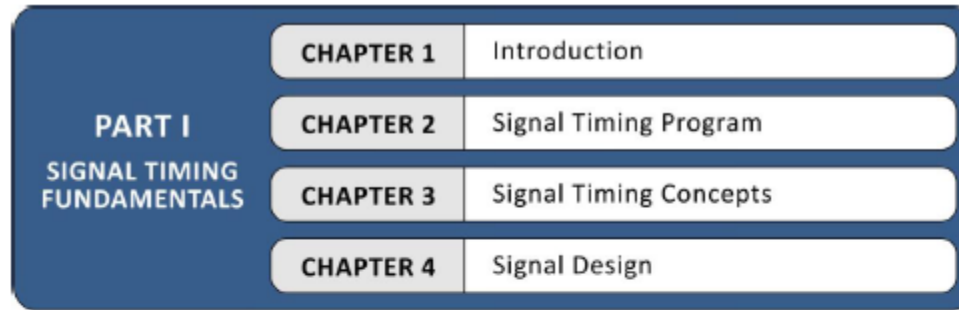 PART I
SIGNAL TIMING
FUNDAMENTALS
CHAPTER 1 Introduction
CHAPTER 2 Signal Timing Program
CHAPTER 3 Signal Timing Concepts
CHAPTER 4 Signal Design